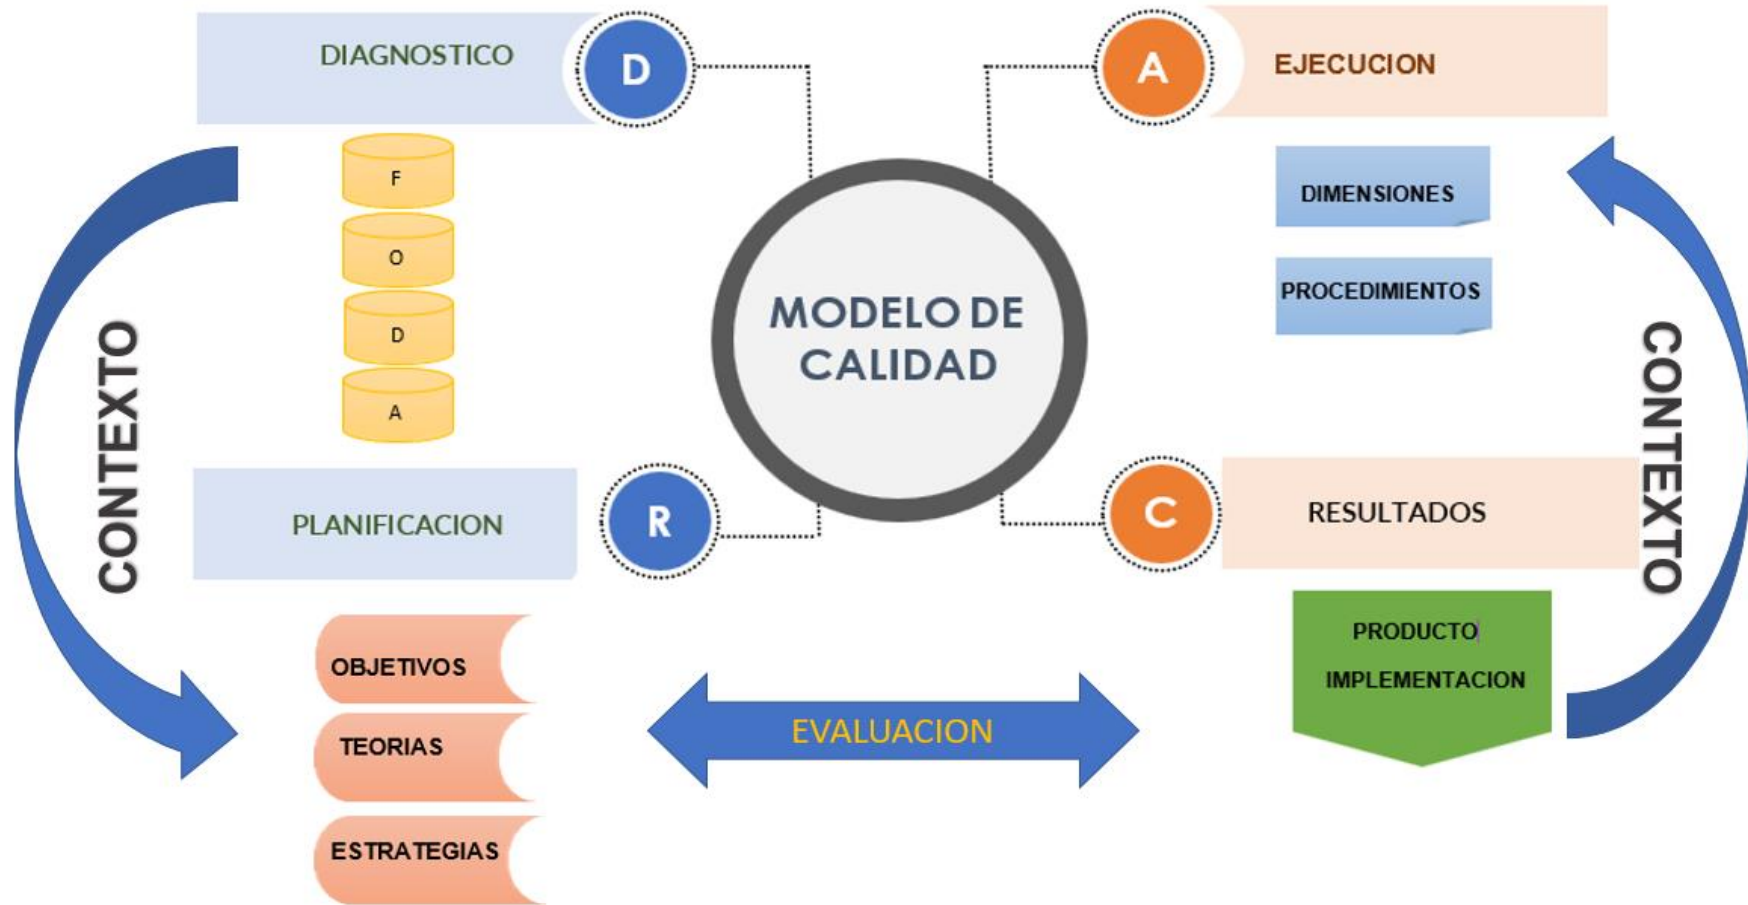 DIAGNOSTICO
D
F
O
D
A
CONTEXTO
PLANIFICACION
R
OBJETIVOS
TEORIAS
ESTRATEGIAS
MODELO DE
CALIDAD
EVALUACION
A
EJECUCION
DIMENSIONES
PROCEDIMIENTOS
CONTEXTO
C
RESULTADOS
PRODUCTO
IMPLEMENTACION